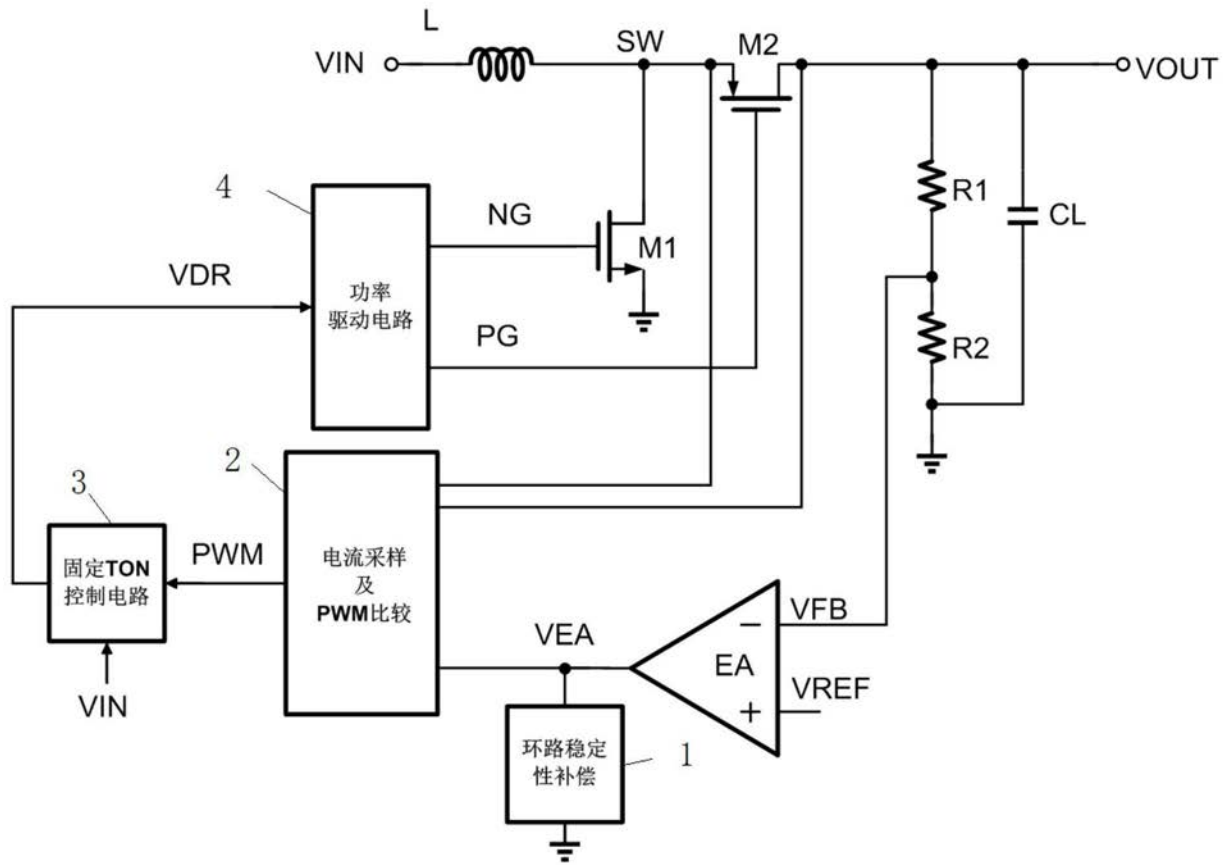 L
VIN
SW
M2
VOUT
4
NG
M1
R1
CL
VDR
功率
驱动电路
PG
R2
2
3
PWM
固定TON
控制电路
电流采样
及
PWM比较
VFB
VEA
EA
VREF
VIN
环路稳定
性补偿
1